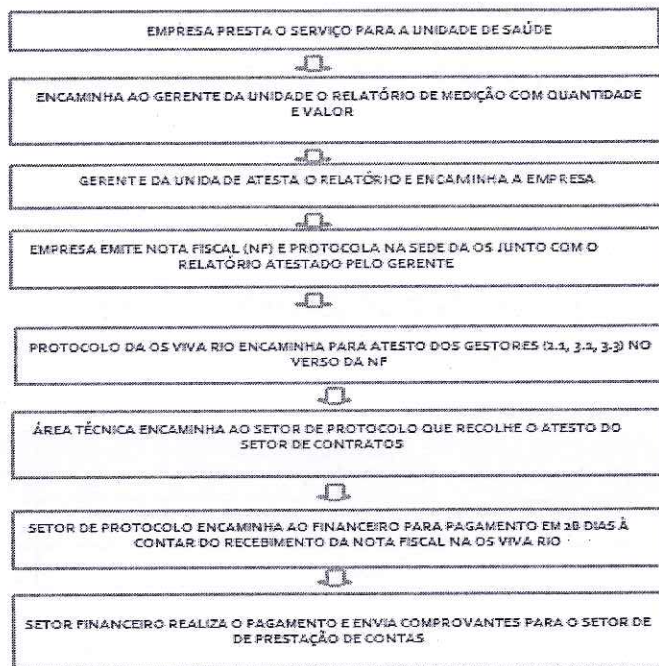 EMPRESA PRESTA O SERVIÇO PARA A UNIDADE DE SAÚDE
ENCAMINHA AO GERENTE DA UNIDADE O RELATÓRIO DE MEDIÇÃO COM QUANTIDADE
E VALOR
GERENTE DA UNIDADE ATESTA O RELATÓRIO E ENCAMINHA A EMPRESA
EMPRESA EMITE NOTA FISCAL (NF) E PROTOCOLA NA SEDE DA OS JUNTO COM O
RELATÓRIO ATESTADO PELO GERENTE
PROTOCOLO DA OS VIVA RIO ENCAMINHA PARA ATESTO DOS GESTORES (2.1, 3.1, 3.3) NO
VERSO DA NF
ÁREA TÉCNICA ENCAMINHA AO SETOR DE PROTOCOLO QUE RECOLHE O ATESTO DO
SETOR DE CONTRATOS
SETOR DE PROTOCOLO ENCAMINHA AO FINANCEIRO PARA PAGAMENTO EM 28 DIAS À
CONTAR DO RECEBIMENTO DA NOTA FISCAL NA OS VIVA RIO
SETOR FINANCEIRO REALIZA O PAGAMENTO E ENVIA COMPROVANTES PARA O SETOR DE
DE PRESTAÇÃO DE CONTAS